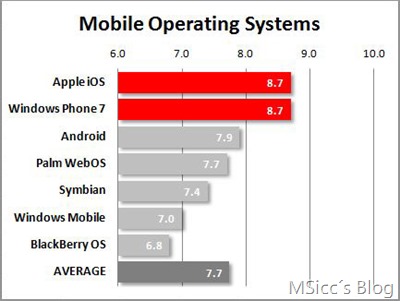 Mobile Operating Systems
6.0 7.0 8.0 9.0 10.0
Apple iOS 8.7
Windows Phone 7 8.7
Android 7.9
Palm WebOS 7.7
Symbian 7.4
Windows Mobile 7.0
BlackBerry OS 6.8
AVERAGE 7.7
MSicc´s Blog